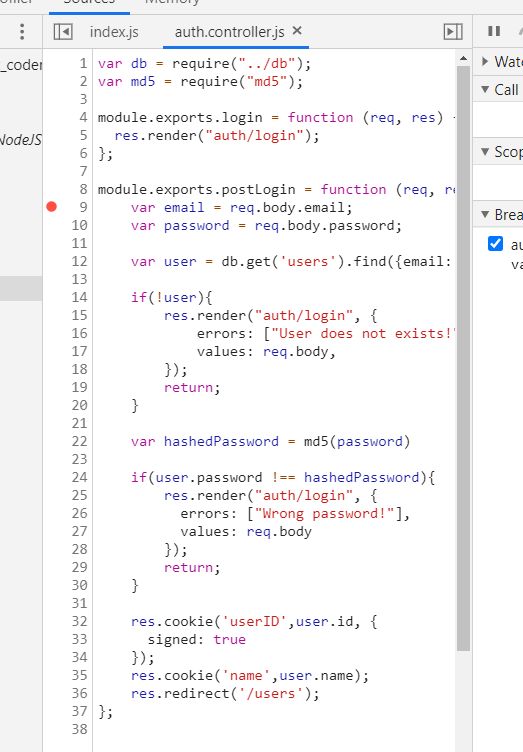 Sources
Memory
index.js
auth.controller.js ×
1 var db = require("../db");
2 var md5 = require("md5");
3
4 module.exports.login = function (req, res)
5 res.render("auth/login");
6 };
7
8 module.exports.postLogin = function (req,
9 var email = req.body.email;
10 var password = req.body.password;
11
12 var user = db.get('users').find({email:
13
14 if(!user){
15 res.render("auth/login", {
16 errors: ["User does not exists!"
17 values: req.body,
18 });
19 return;
20 }
21
22 var hashedPassword = md5(password)
23
24 if(user.password !== hashedPassword){
25 res.render("auth/login", {
26 errors: ["Wrong password!"],
27 values: req.body
28 });
29 return;
30 }
31
32 res.cookie('userID',user.id, {
33 signed: true
34 });
35 res.cookie('name',user.name);
36 res.redirect('/users');
37 };
38
_coder
NodeJS
Wat
Call
Scop
Brea
au
va